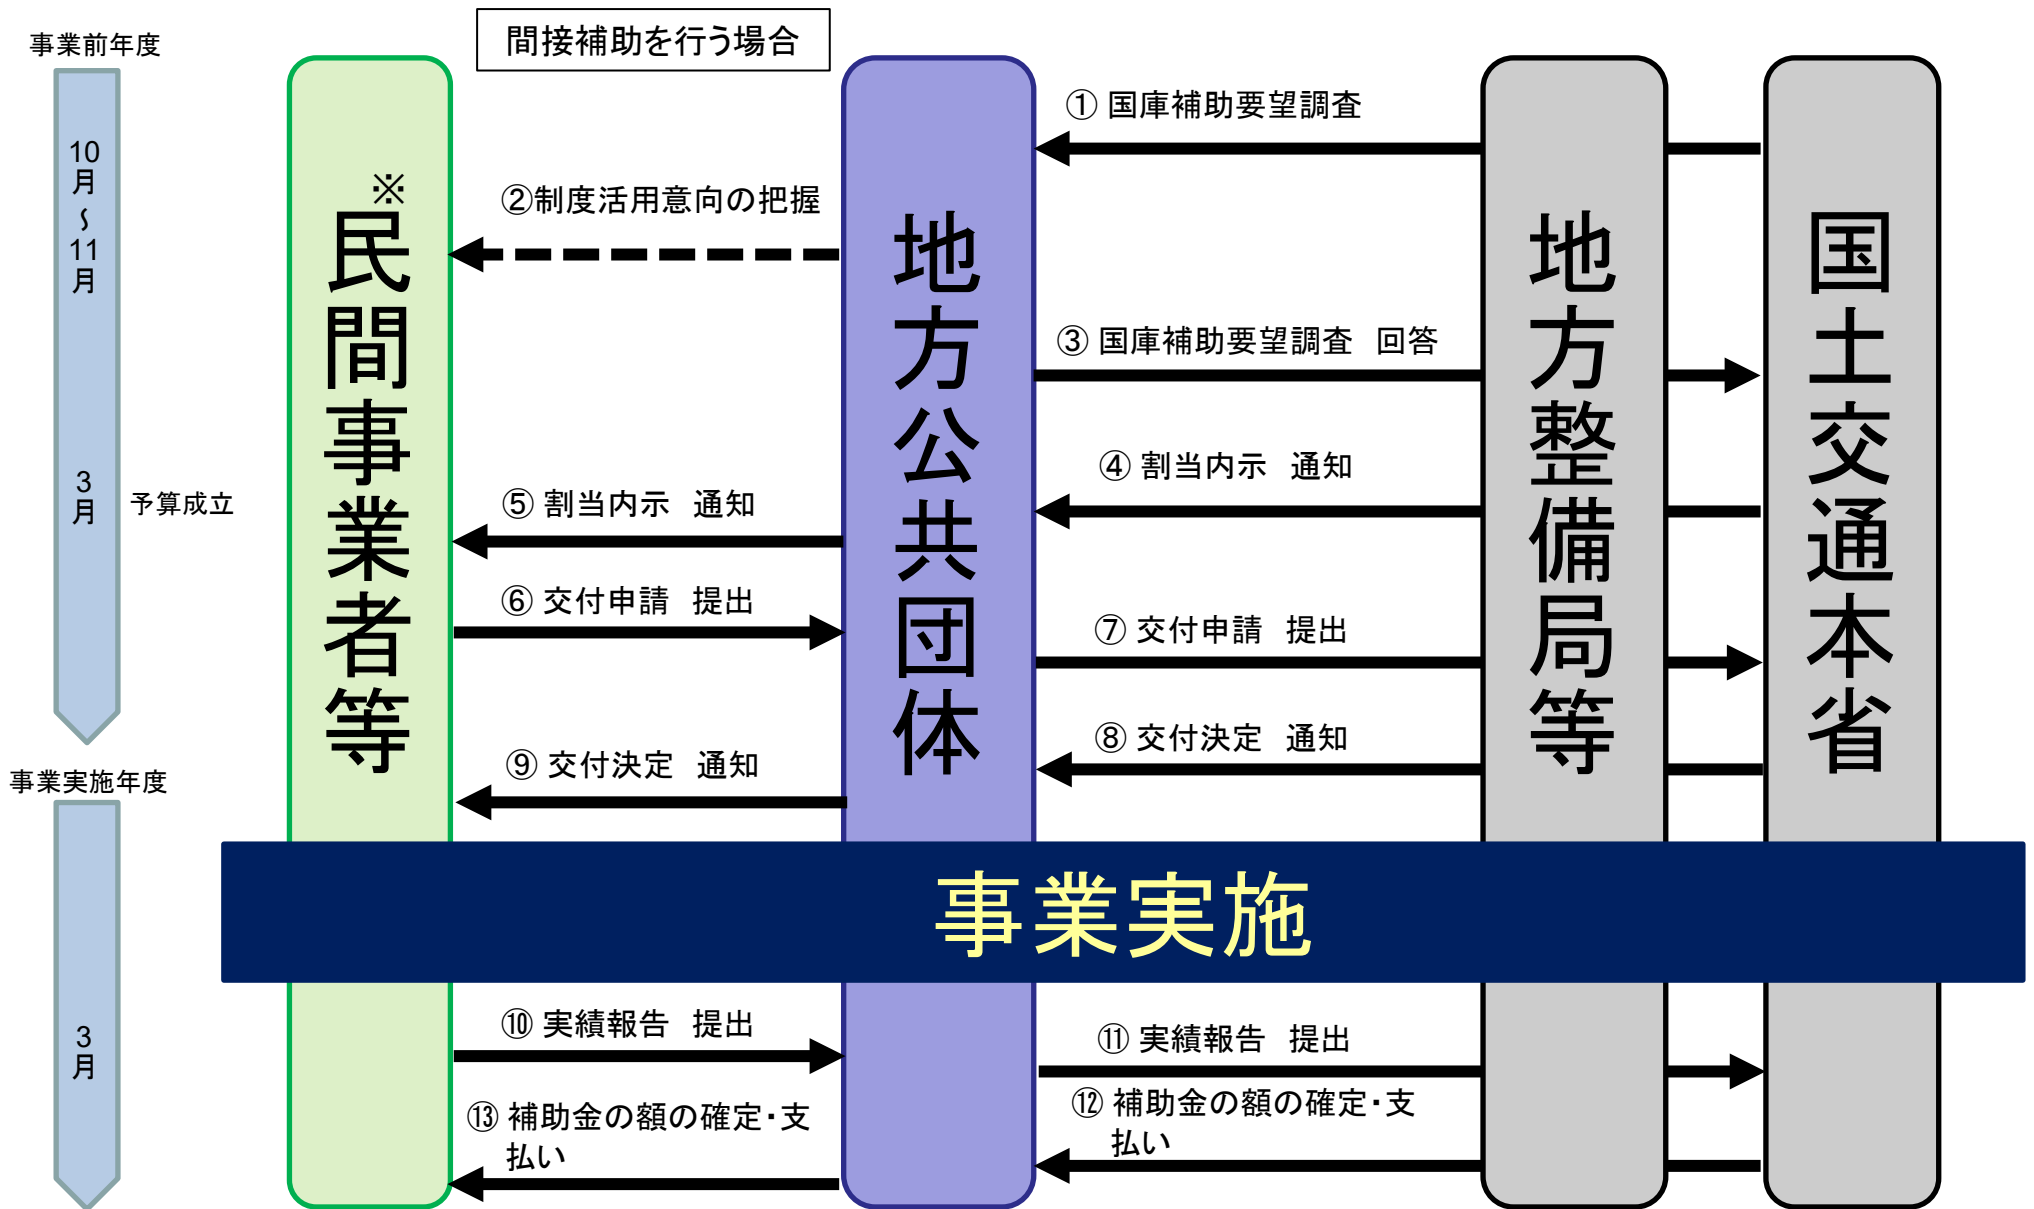 間接補助を行う場合
事業前年度
10
月
～
11
月
3
月
予算成立
事業実施年度
3
月
※
民間事業者等
地方公共団体
地方整備局等
国土交通本省
① 国庫補助要望調査
②制度活用意向の把握
③ 国庫補助要望調査　回答
④ 割当内示　通知
⑤ 割当内示　通知
⑥ 交付申請　提出
⑦ 交付申請　提出
⑧ 交付決定　通知
⑨ 交付決定　通知
事業実施
⑩ 実績報告　提出
⑪ 実績報告　提出
⑫ 補助金の額の確定・支
払い
⑬ 補助金の額の確定・支
払い